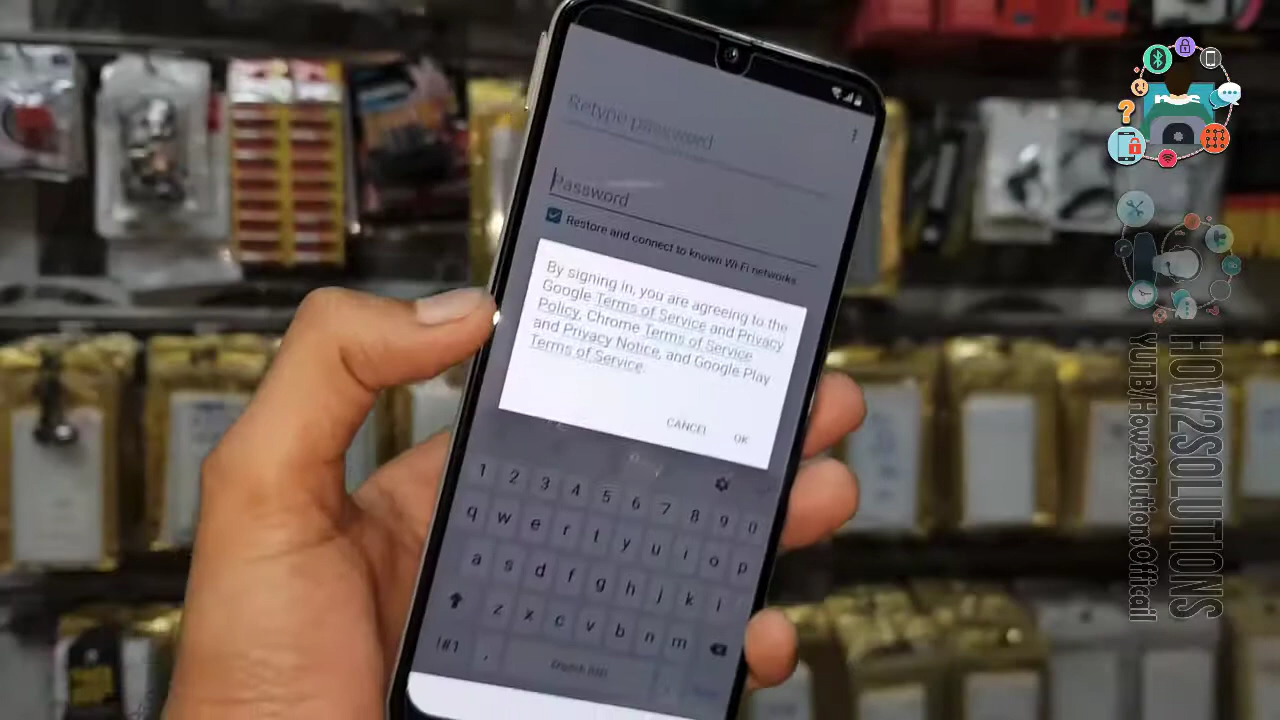 Retype password
Password
Restore and connect to known Wi-Fi networks
By signing in, you are agreeing to the
Google Terms of Service and Privacy
Policy, Chrome Terms of Service
and Privacy Notice, and Google Play
Terms of Service.
CANCEL OK
1 2 3 4 5 6 7 8 9 0
q w e r t y u i o p
a s d f g h j k l
z x c v b n m
!#1 ,
HOW2SOLUTIONS
YUTB/How2SolutionsOffitcail